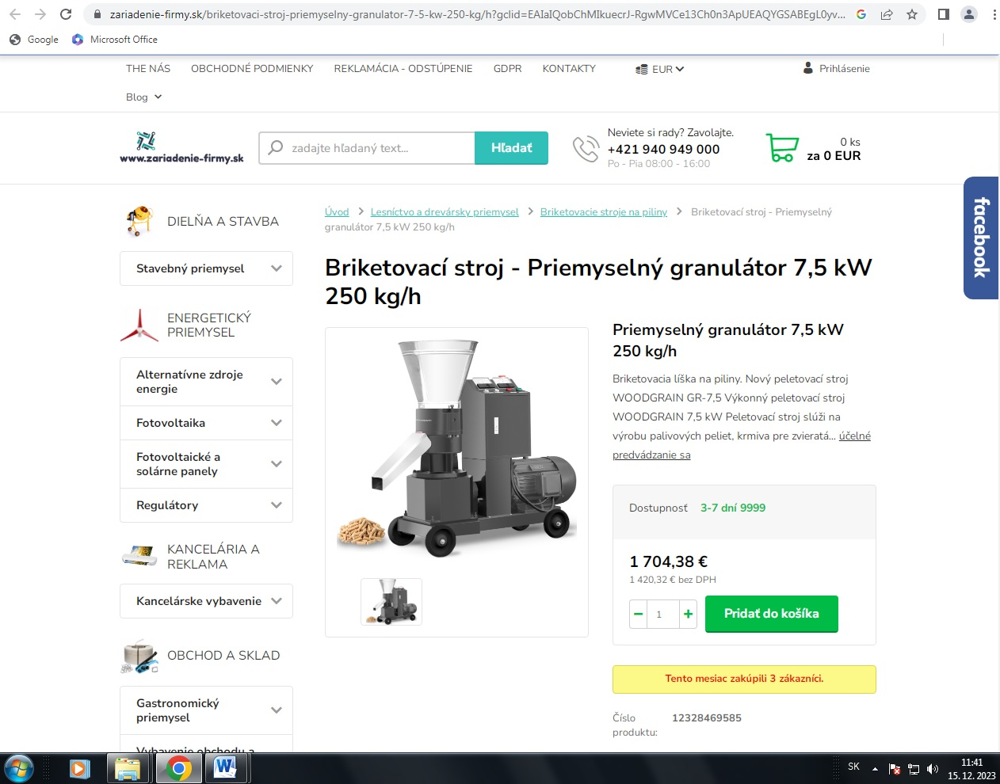 zariadenie-firmy.sk/briketovaci-stroj-priemyselny-granulator-7-5-kw-250-kg/h?gclid=EAIaIQobChMIkuecrJ-RgwMVCe13Ch0n3ApUEAQYGSABEgL0yv...
Google
Microsoft Office
THE NÁS
OBCHODNÉ PODMIENKY
REKLAMÁCIA - ODSTÚPENIE
GDPR
KONTAKTY
EUR
Prihlásenie
Blog
www.zariadenie-firmy.sk
zadajte hľadaný text...
Hľadať
Neviete si rady? Zavolajte.
+421 940 949 000
Po - Pia 08:00 - 16:00
0 ks
za 0 EUR
facebook
DIELŇA A STAVBA
Stavebný priemysel
ENERGETICKÝ
PRIEMYSEL
Alternatívne zdroje
energie
Fotovoltaika
Fotovoltaické a
solárne panely
Regulátory
KANCELÁRIA A
REKLAMA
Kancelárske vybavenie
OBCHOD A SKLAD
Gastronomický
priemysel
Vybavenie obchodu a
Úvod > Lesníctvo a drevársky priemysel > Briketovacie stroje na piliny > Briketovací stroj - Priemyselný
granulátor 7,5 kW 250 kg/h
Briketovací stroj - Priemyselný granulátor 7,5 kW
250 kg/h
Priemyselný granulátor 7,5 kW
250 kg/h
Briketovacia líška na piliny. Nový peletovací stroj
WOODGRAIN GR-7,5 Výkonný peletovací stroj
WOODGRAIN 7,5 kW Peletovací stroj slúži na
výrobu palivových peliet, krmiva pre zvieratá... účelné
predvádzanie sa
Dostupnosť 3-7 dní 9999
1 704,38 €
1 420,32 € bez DPH
− 1 +
Pridať do košíka
Tento mesiac zakúpili 3 zákazníci.
Číslo
produktu:
12328469585
SK
11:41
15. 12. 2023